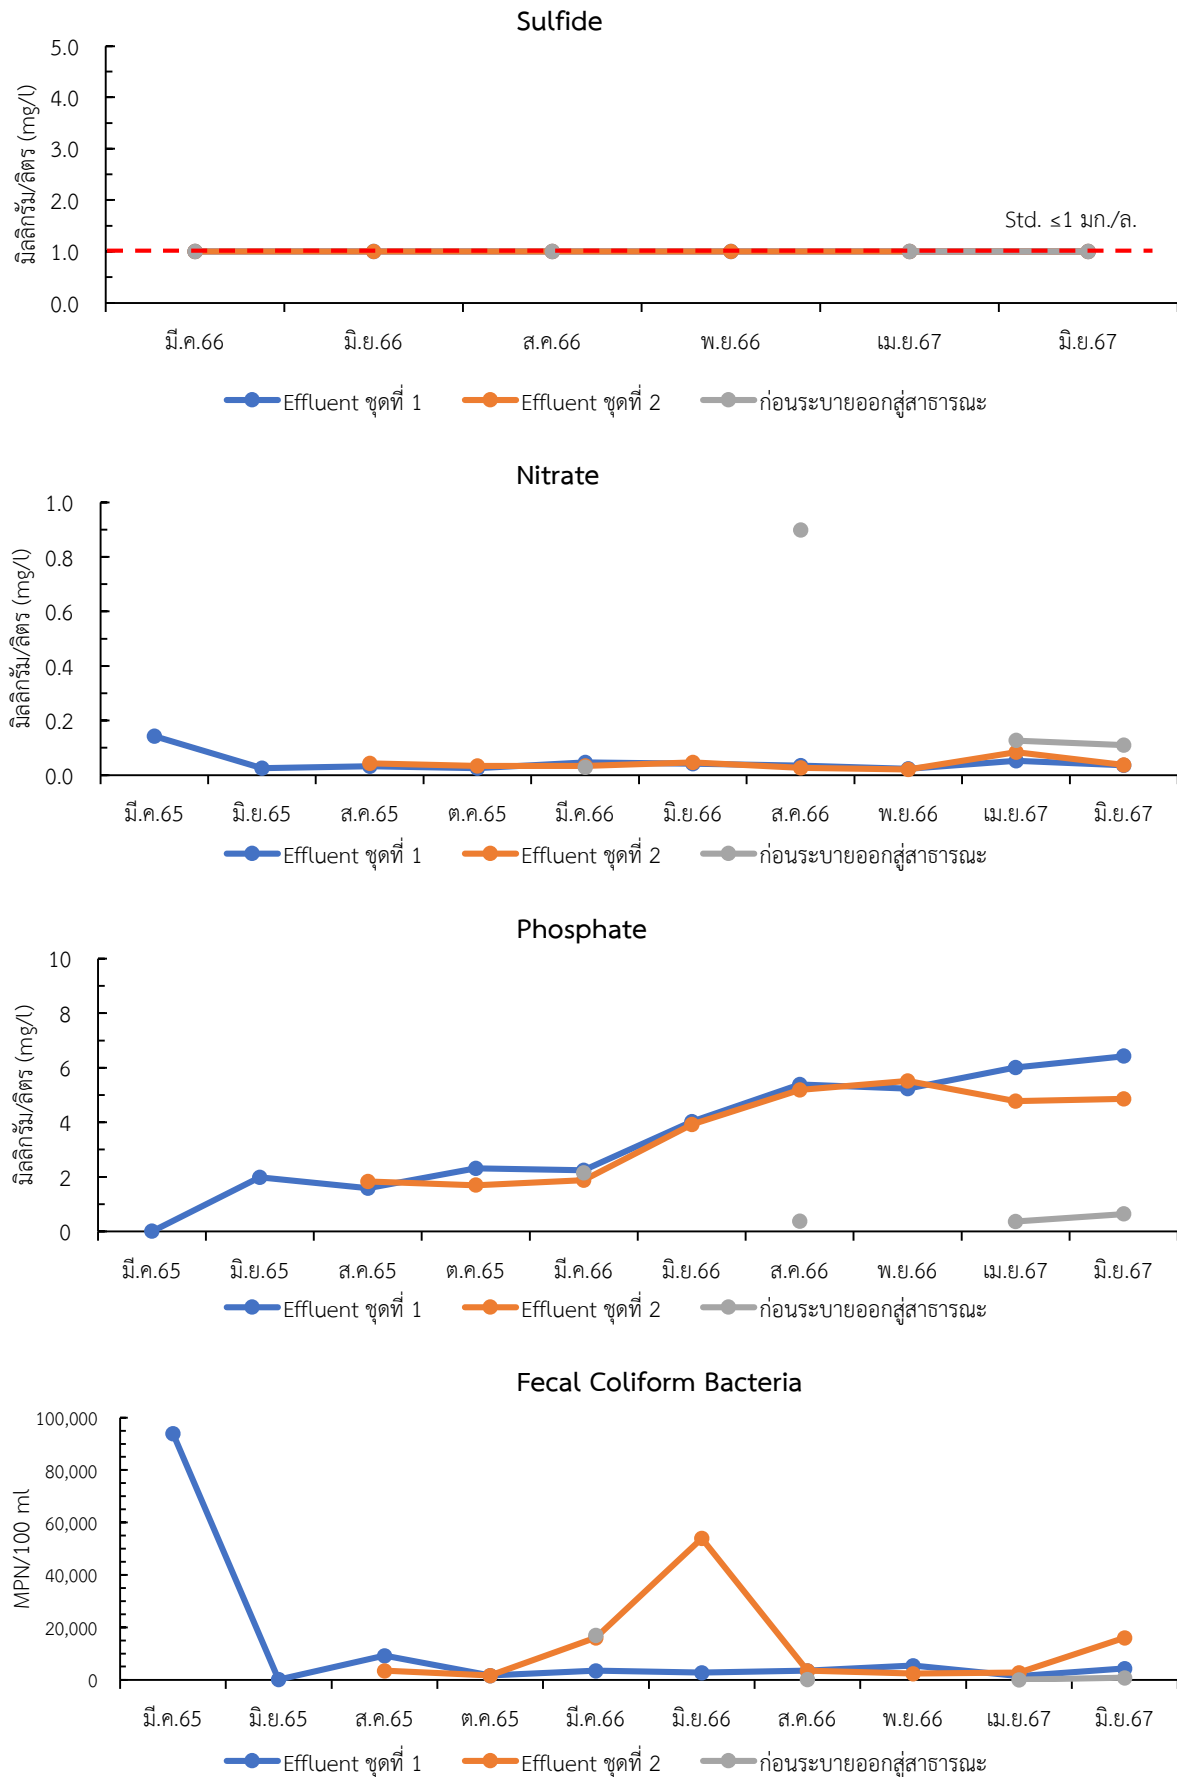 Sulfide
มิลลิกรัม/ลิตร (mg/l)
5.0
4.0
3.0
2.0
1.0
0.0
Std. ≤1 มก./ล.
มี.ค.66 มิ.ย.66 ส.ค.66 พ.ย.66 เม.ย.67 มิ.ย.67
Effluent ชุดที่ 1 Effluent ชุดที่ 2 ก่อนระบายออกสู่สาธารณะ
Nitrate
มิลลิกรัม/ลิตร (mg/l)
1.0
0.8
0.6
0.4
0.2
0.0
มี.ค.65 มิ.ย.65 ส.ค.65 ต.ค.65 มี.ค.66 มิ.ย.66 ส.ค.66 พ.ย.66 เม.ย.67 มิ.ย.67
Effluent ชุดที่ 1 Effluent ชุดที่ 2 ก่อนระบายออกสู่สาธารณะ
Phosphate
มิลลิกรัม/ลิตร (mg/l)
10
8
6
4
2
0
มี.ค.65 มิ.ย.65 ส.ค.65 ต.ค.65 มี.ค.66 มิ.ย.66 ส.ค.66 พ.ย.66 เม.ย.67 มิ.ย.67
Effluent ชุดที่ 1 Effluent ชุดที่ 2 ก่อนระบายออกสู่สาธารณะ
Fecal Coliform Bacteria
MPN/100 ml
100,000
80,000
60,000
40,000
20,000
0
มี.ค.65 มิ.ย.65 ส.ค.65 ต.ค.65 มี.ค.66 มิ.ย.66 ส.ค.66 พ.ย.66 เม.ย.67 มิ.ย.67
Effluent ชุดที่ 1 Effluent ชุดที่ 2 ก่อนระบายออกสู่สาธารณะ